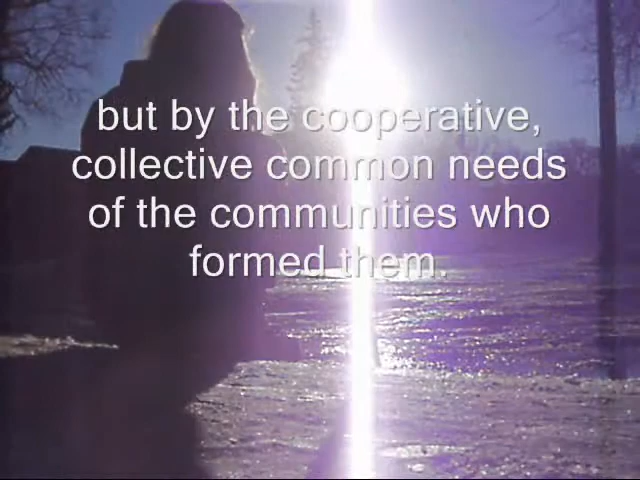 but by the cooperative,
collective common needs
of the communities who
formed them.